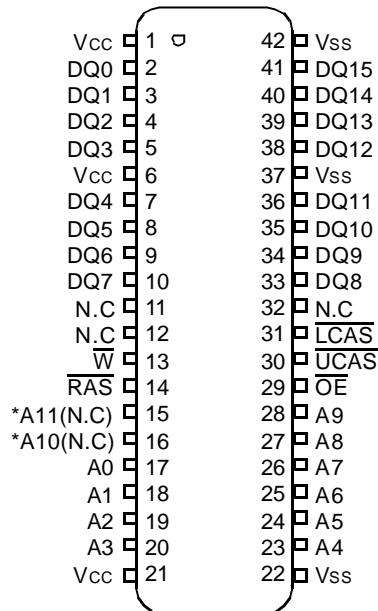 Vcc 1 42 Vss
DQ0 2 41 DQ15
DQ1 3 40 DQ14
DQ2 4 39 DQ13
DQ3 5 38 DQ12
Vcc 6 37 Vss
DQ4 7 36 DQ11
DQ5 8 35 DQ10
DQ6 9 34 DQ9
DQ7 10 33 DQ8
N.C 11 32 N.C
N.C 12 31 L̅C̅A̅S̅
W̅ 13 30 U̅C̅A̅S̅
R̅A̅S̅ 14 29 O̅E̅
*A11(N.C) 15 28 A9
*A10(N.C) 16 27 A8
A0 17 26 A7
A1 18 25 A6
A2 19 24 A5
A3 20 23 A4
Vcc 21 22 Vss